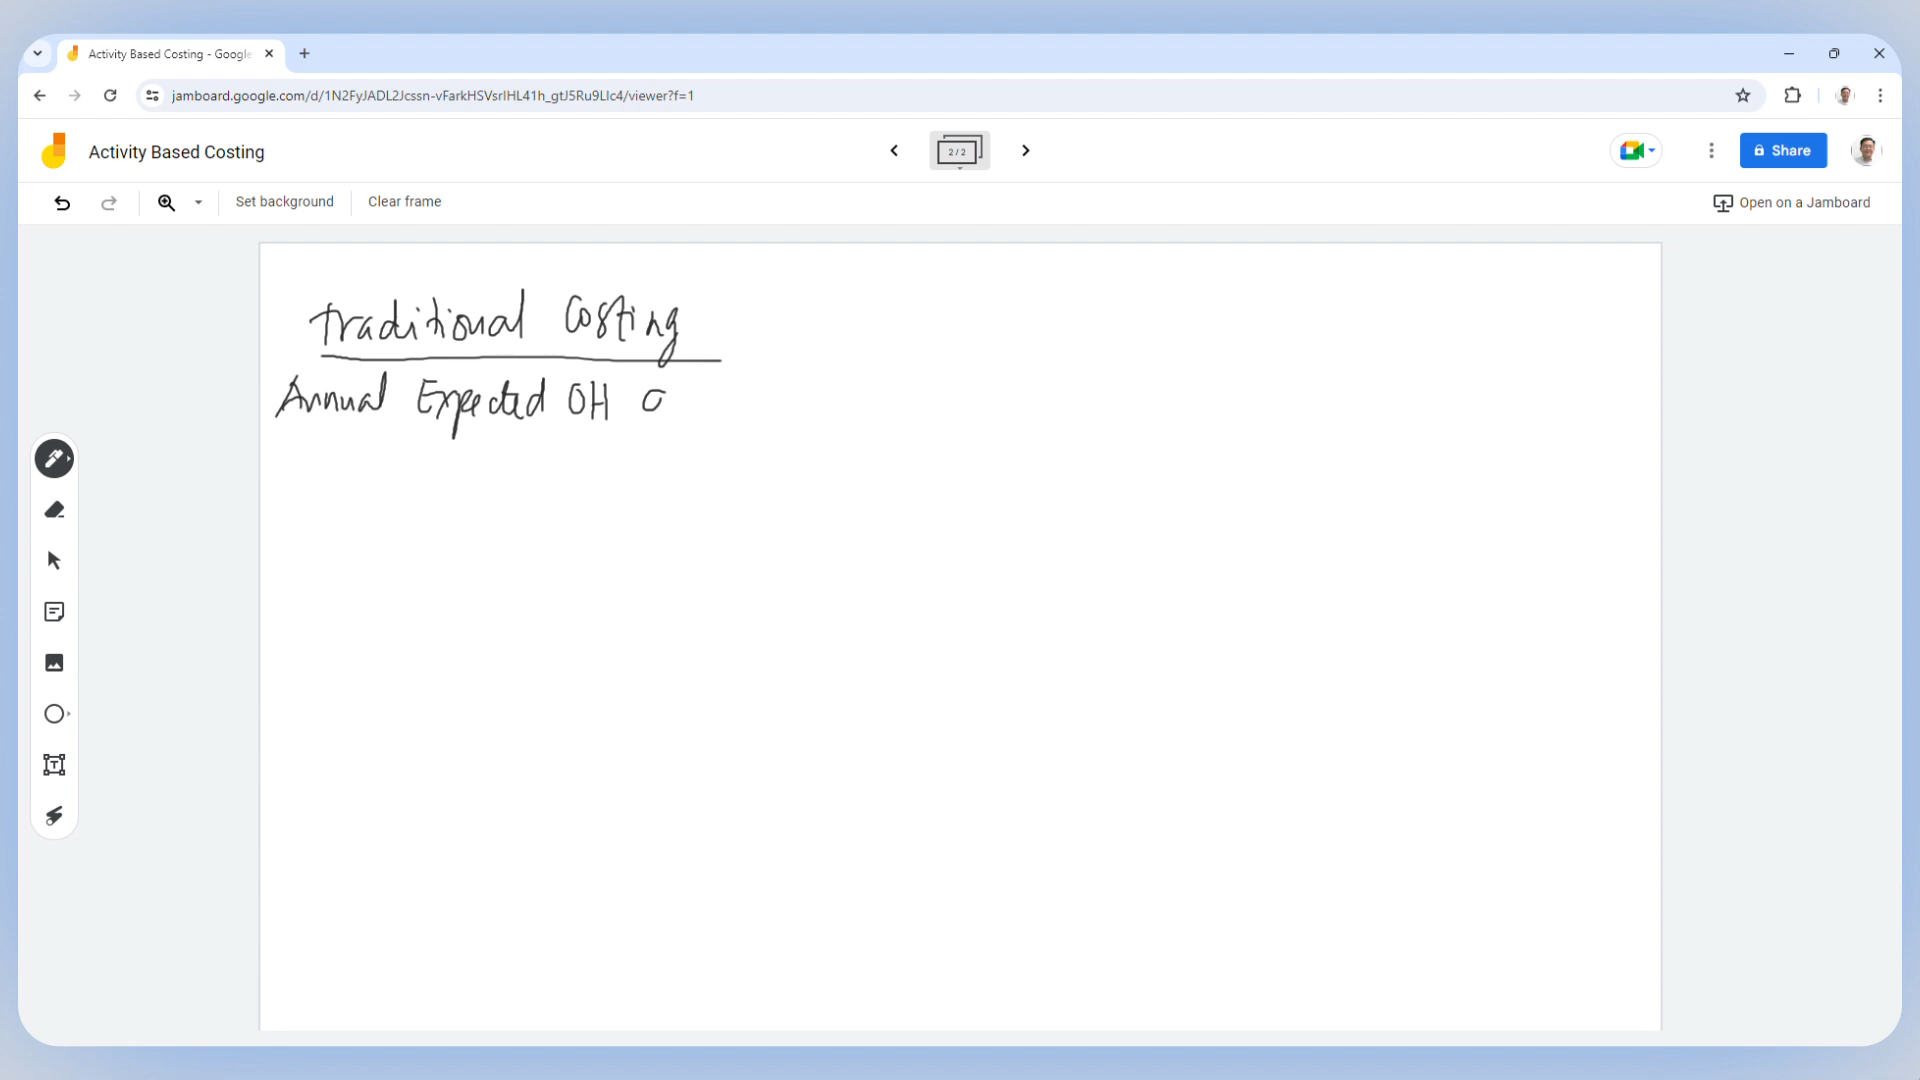 Activity Based Costing - Google
jamboard.google.com/d/1N2FyJADL2Jcssn-vFarkHSVsrIHL41h_gtJ5Ru9LIc4/viewer?f=1
Activity Based Costing
2 / 2
Share
Set background
Clear frame
Open on a Jamboard
Traditional Costing
Annual Expected OH